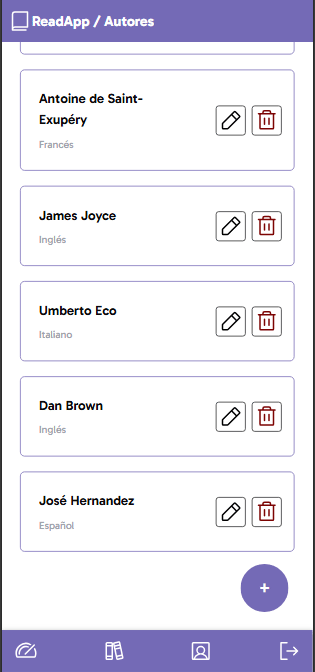 ReadApp / Autores
Antoine de Saint-
Exupéry
Francés
James Joyce
Inglés
Umberto Eco
Italiano
Dan Brown
Inglés
José Hernandez
Español
+